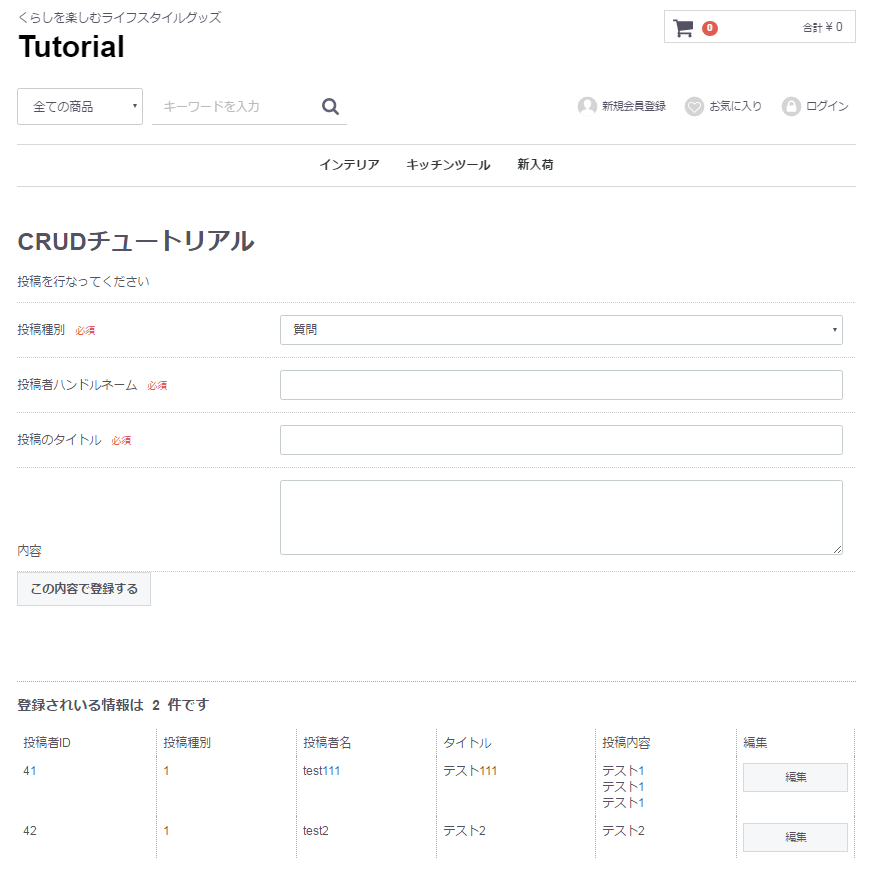 くらしを楽しむライフスタイルグッズ
Tutorial
0 合計 ¥ 0
全ての商品 キーワードを入力 新規会員登録 お気に入り ログイン
インテリア キッチンツール 新入荷
CRUDチュートリアル
投稿を行なってください
投稿種別 必須 質問
投稿者ハンドルネーム 必須
投稿のタイトル 必須
内容
この内容で登録する
登録されいる情報は 2 件です
投稿者ID 投稿種別 投稿者名 タイトル 投稿内容 編集
41 1 test111 テスト111 テスト1 編集
テスト1
テスト1
42 1 test2 テスト2 テスト2 編集